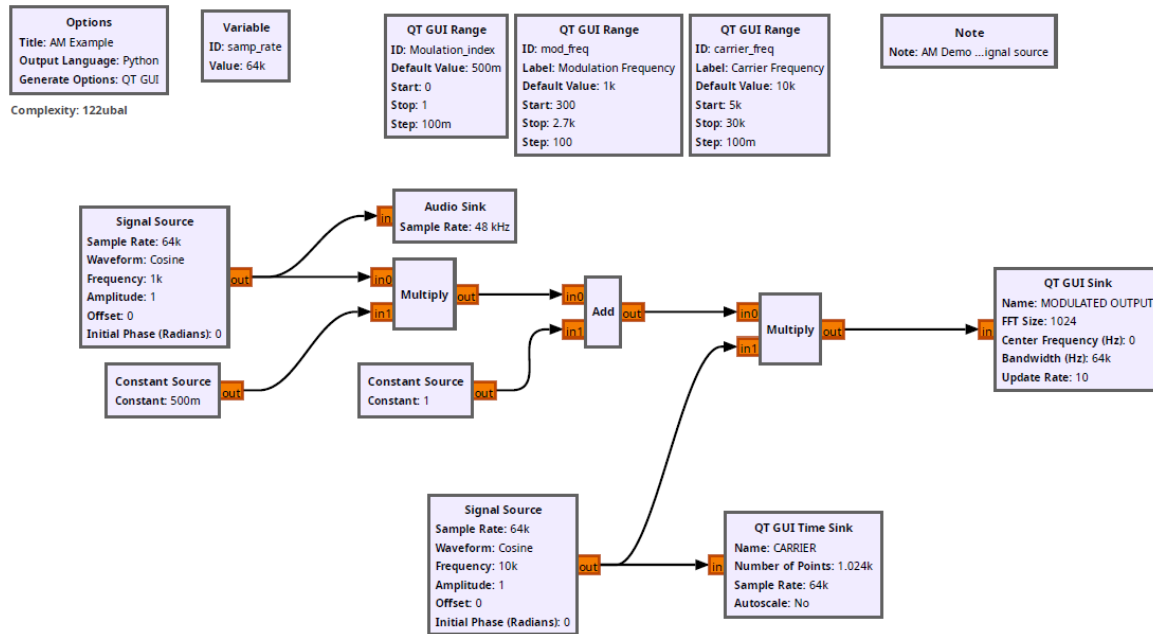 Options
Title: AM Example
Output Language: Python
Generate Options: QT GUI
Complexity: 122ubal
Variable
ID: samp_rate
Value: 64k
QT GUI Range
ID: Moulation_index
Default Value: 500m
Start: 0
Stop: 1
Step: 100m
QT GUI Range
ID: mod_freq
Label: Modulation Frequency
Default Value: 1k
Start: 300
Stop: 2.7k
Step: 100
QT GUI Range
ID: carrier_freq
Label: Carrier Frequency
Default Value: 10k
Start: 5k
Stop: 30k
Step: 100m
Note
Note: AM Demo ...ignal source
Signal Source
Sample Rate: 64k
Waveform: Cosine
Frequency: 1k
Amplitude: 1
Offset: 0
Initial Phase (Radians): 0
out
in
Audio Sink
Sample Rate: 48 kHz
in0
in1
Multiply
out
Constant Source
Constant: 500m
out
Constant Source
Constant: 1
out
in0
in1
Add
out
in0
in1
Multiply
out
in
QT GUI Sink
Name: MODULATED OUTPUT
FFT Size: 1024
Center Frequency (Hz): 0
Bandwidth (Hz): 64k
Update Rate: 10
Signal Source
Sample Rate: 64k
Waveform: Cosine
Frequency: 10k
Amplitude: 1
Offset: 0
Initial Phase (Radians): 0
out
in
QT GUI Time Sink
Name: CARRIER
Number of Points: 1.024k
Sample Rate: 64k
Autoscale: No